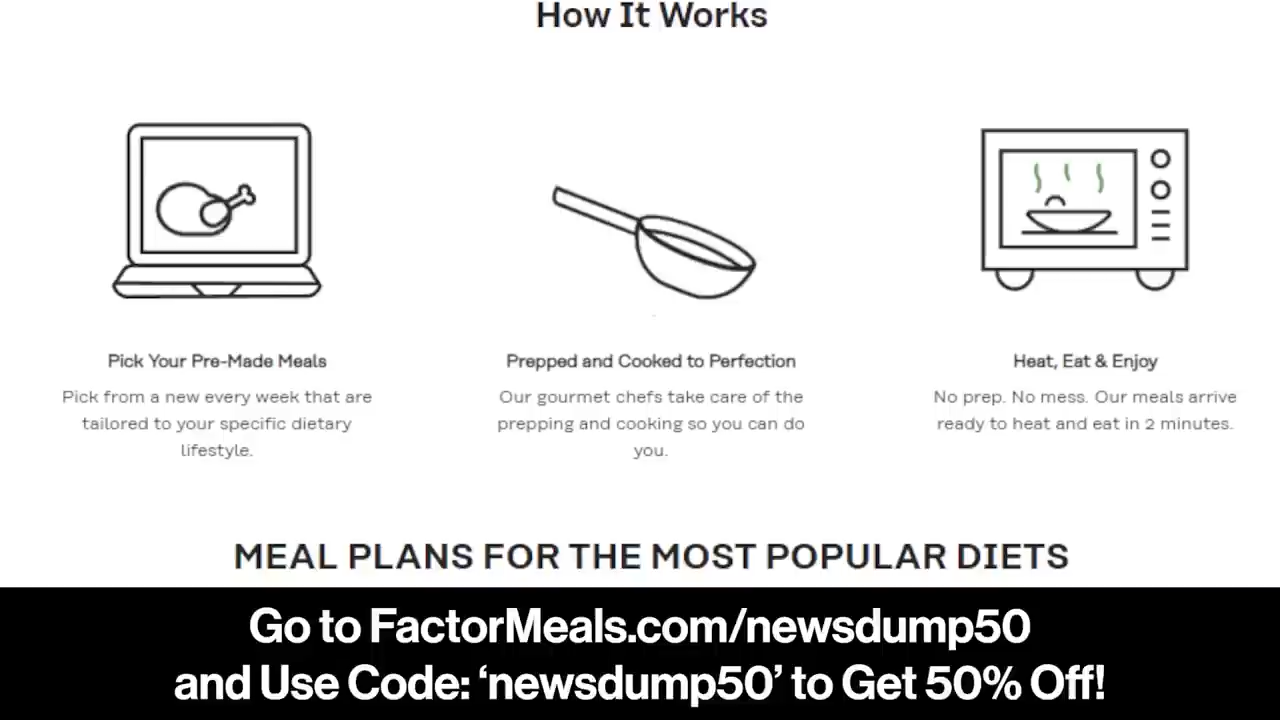 How It Works
Pick Your Pre-Made Meals
Pick from a new every week that are
tailored to your specific dietary
lifestyle.
Prepped and Cooked to Perfection
Our gourmet chefs take care of the
prepping and cooking so you can do
you.
Heat, Eat & Enjoy
No prep. No mess. Our meals arrive
ready to heat and eat in 2 minutes.
MEAL PLANS FOR THE MOST POPULAR DIETS
Go to FactorMeals.com/newsdump50
and Use Code: ‘newsdump50’ to Get 50% Off!